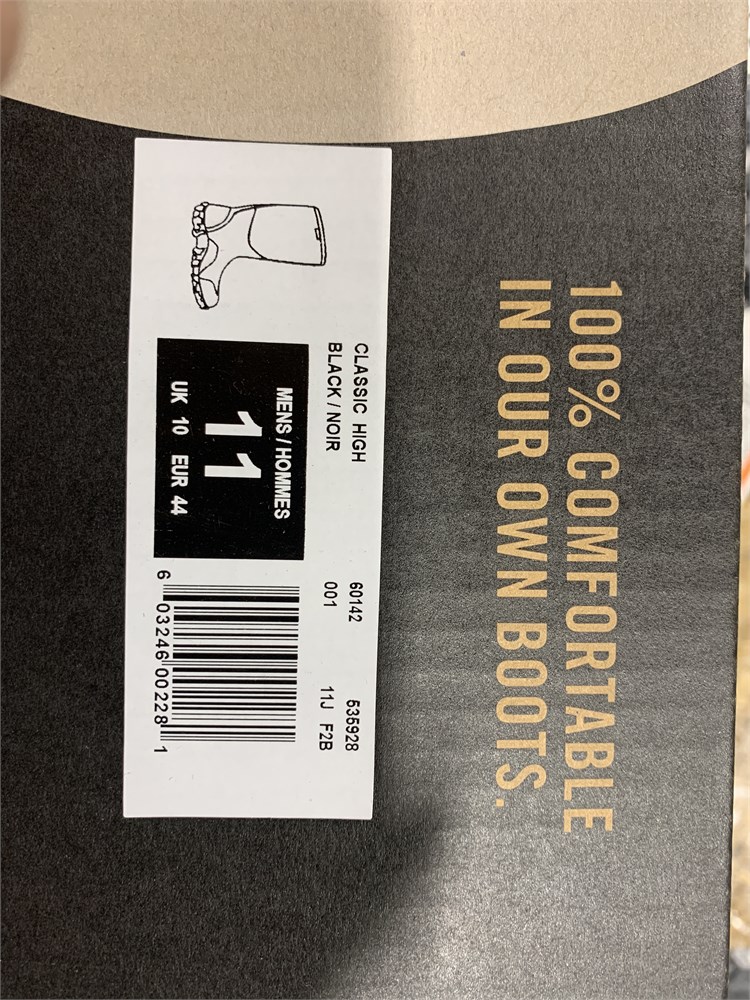 100% COMFORTABLE
IN OUR OWN BOOTS.
CLASSIC HIGH 60142 535928
BLACK / NOIR 001 11J F2B
MENS / HOMMES
11
UK 10 EUR 44
6 03246 00228 1